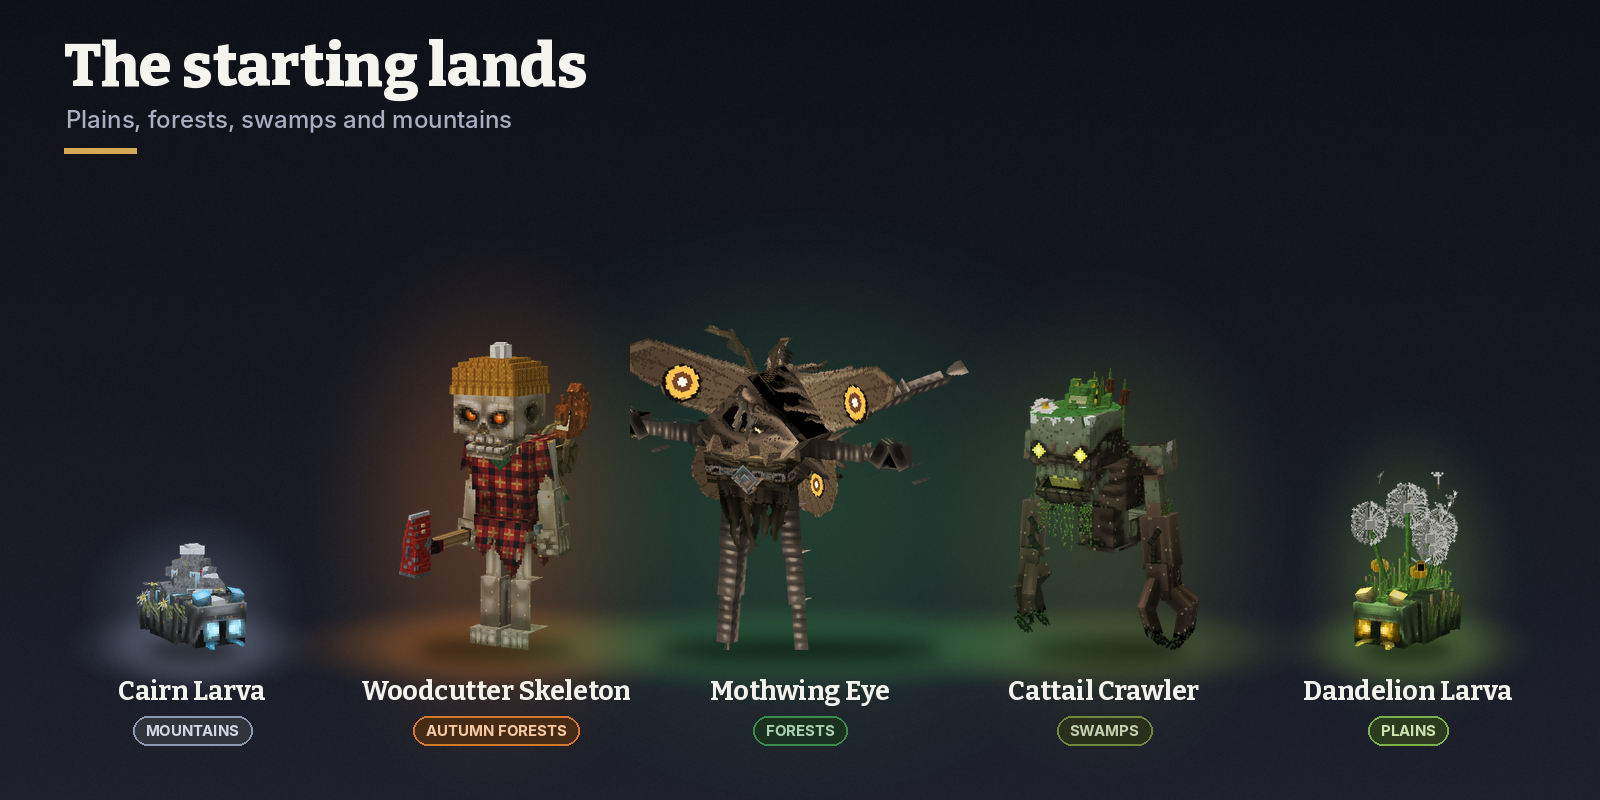 The starting lands
Plains, forests, swamps and mountains
Cairn Larva
MOUNTAINS
Woodcutter Skeleton
AUTUMN FORESTS
Mothwing Eye
FORESTS
Cattail Crawler
SWAMPS
Dandelion Larva
PLAINS